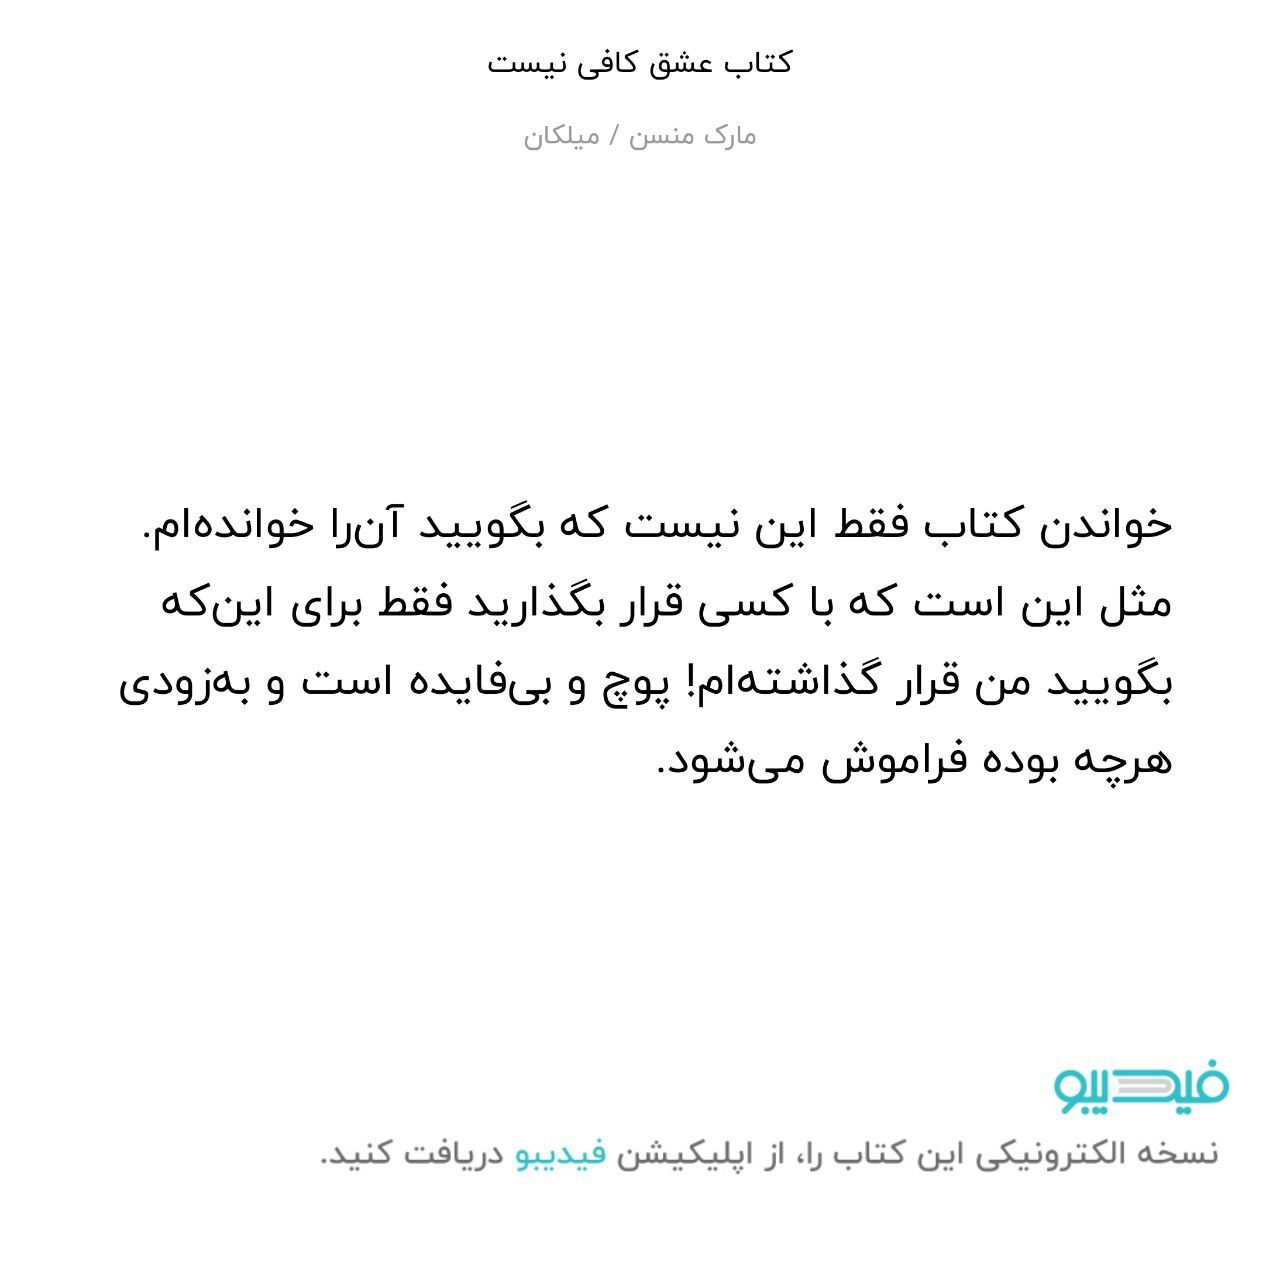 کتاب عشق کافی نیست
مارک منسن / میلکان
خواندن کتاب فقط این نیست که بگویید آن‌را خوانده‌ام.
مثل این است که با کسی قرار بگذارید فقط برای این‌که
بگویید من قرار گذاشته‌ام! پوچ و بی‌فایده است و به‌زودی
هرچه بوده فراموش می‌شود.
فیدیبو
نسخه الکترونیکی این کتاب را، از اپلیکیشن فیدیبو دریافت کنید.